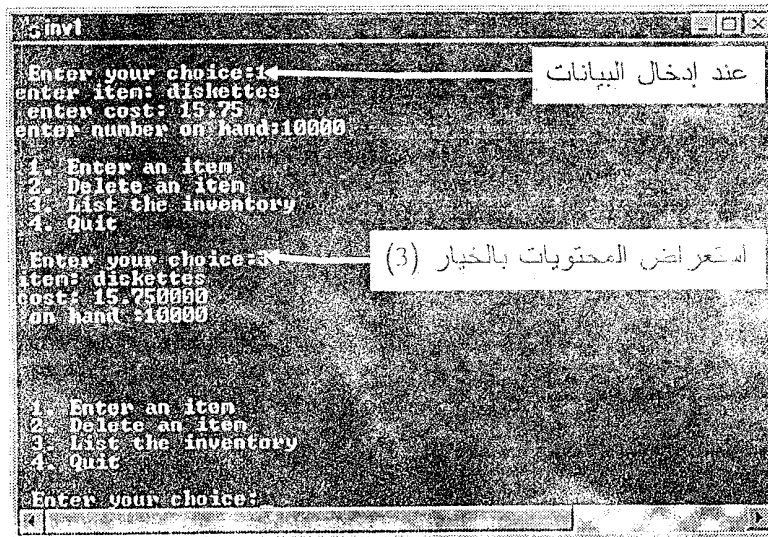 inv1
Enter your choice:1
عند إدخال البيانات
enter item: diskettes
enter cost: 15.75
enter number on hand:10000
1. Enter an item
2. Delete an item
3. List the inventory
4. Quit
Enter your choice:3
استعراض المحتويات بالخيار (3)
item: diskettes
cost: 15.750000
on hand :10000
1. Enter an item
2. Delete an item
3. List the inventory
4. Quit
Enter your choice: